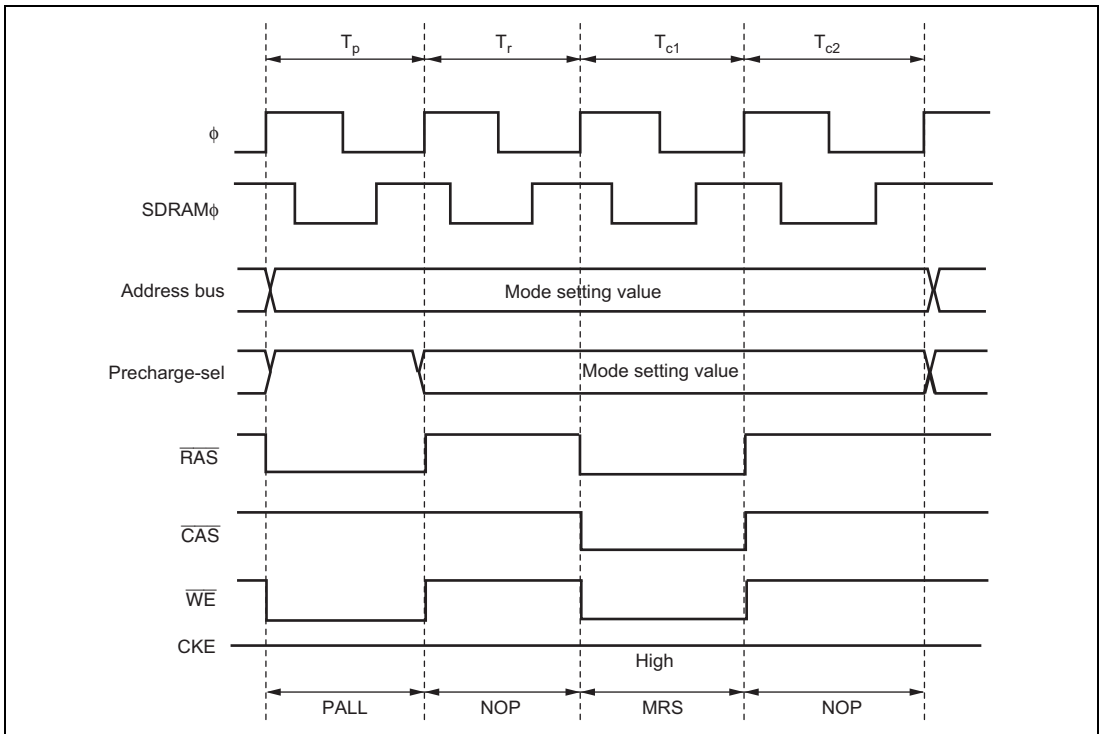 Tp Tr Tc1 Tc2
ϕ
SDRAMϕ
Address bus Mode setting value
Precharge-sel Mode setting value
RAS
CAS
WE
CKE
High
PALL NOP MRS NOP